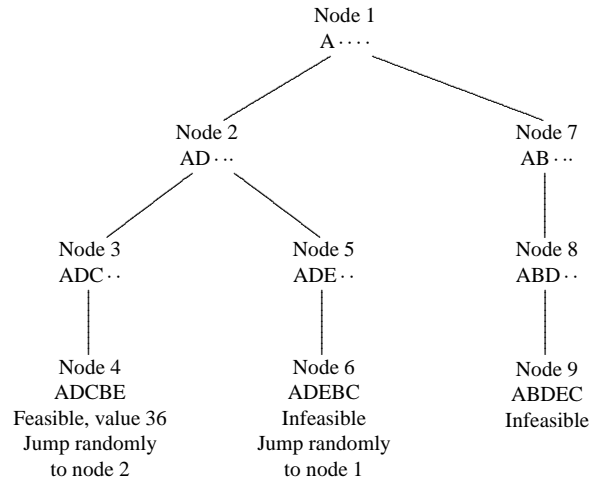 Node 1
A · · · ·
Node 2
AD · · ·
Node 7
AB · · ·
Node 3
ADC · ·
Node 5
ADE · ·
Node 8
ABD · ·
Node 4
ADCBE
Feasible, value 36
Jump randomly
to node 2
Node 6
ADEBC
Infeasible
Jump randomly
to node 1
Node 9
ABDEC
Infeasible